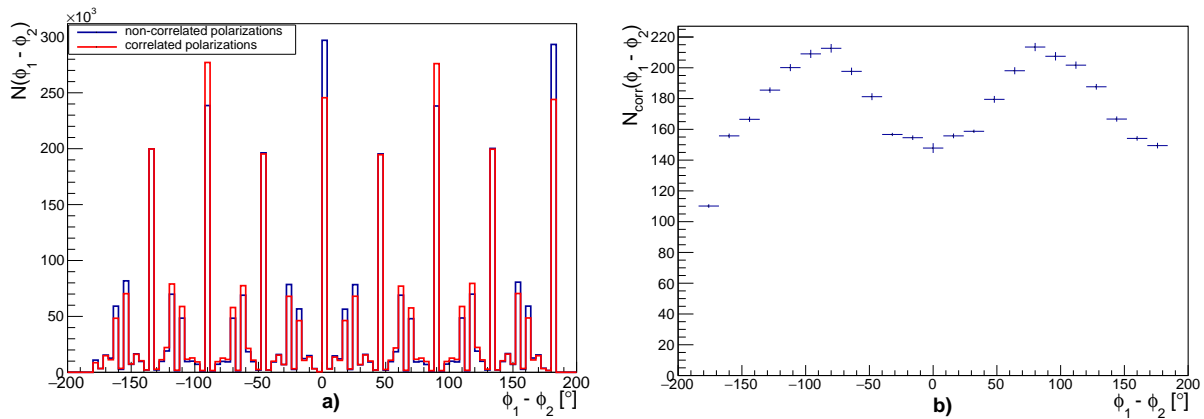 ×10³
N(ϕ₁ - ϕ₂)
non-correlated polarizations
correlated polarizations
300
250
200
150
100
50
0
−200 −150 −100 −50 0 50 100 150 200
a) ϕ₁ - ϕ₂ [°]
N_corr(ϕ₁ - ϕ₂)
220
200
180
160
140
120
100
80
60
40
20
0
−200 −150 −100 −50 0 50 100 150 200
b) ϕ₁ - ϕ₂ [°]